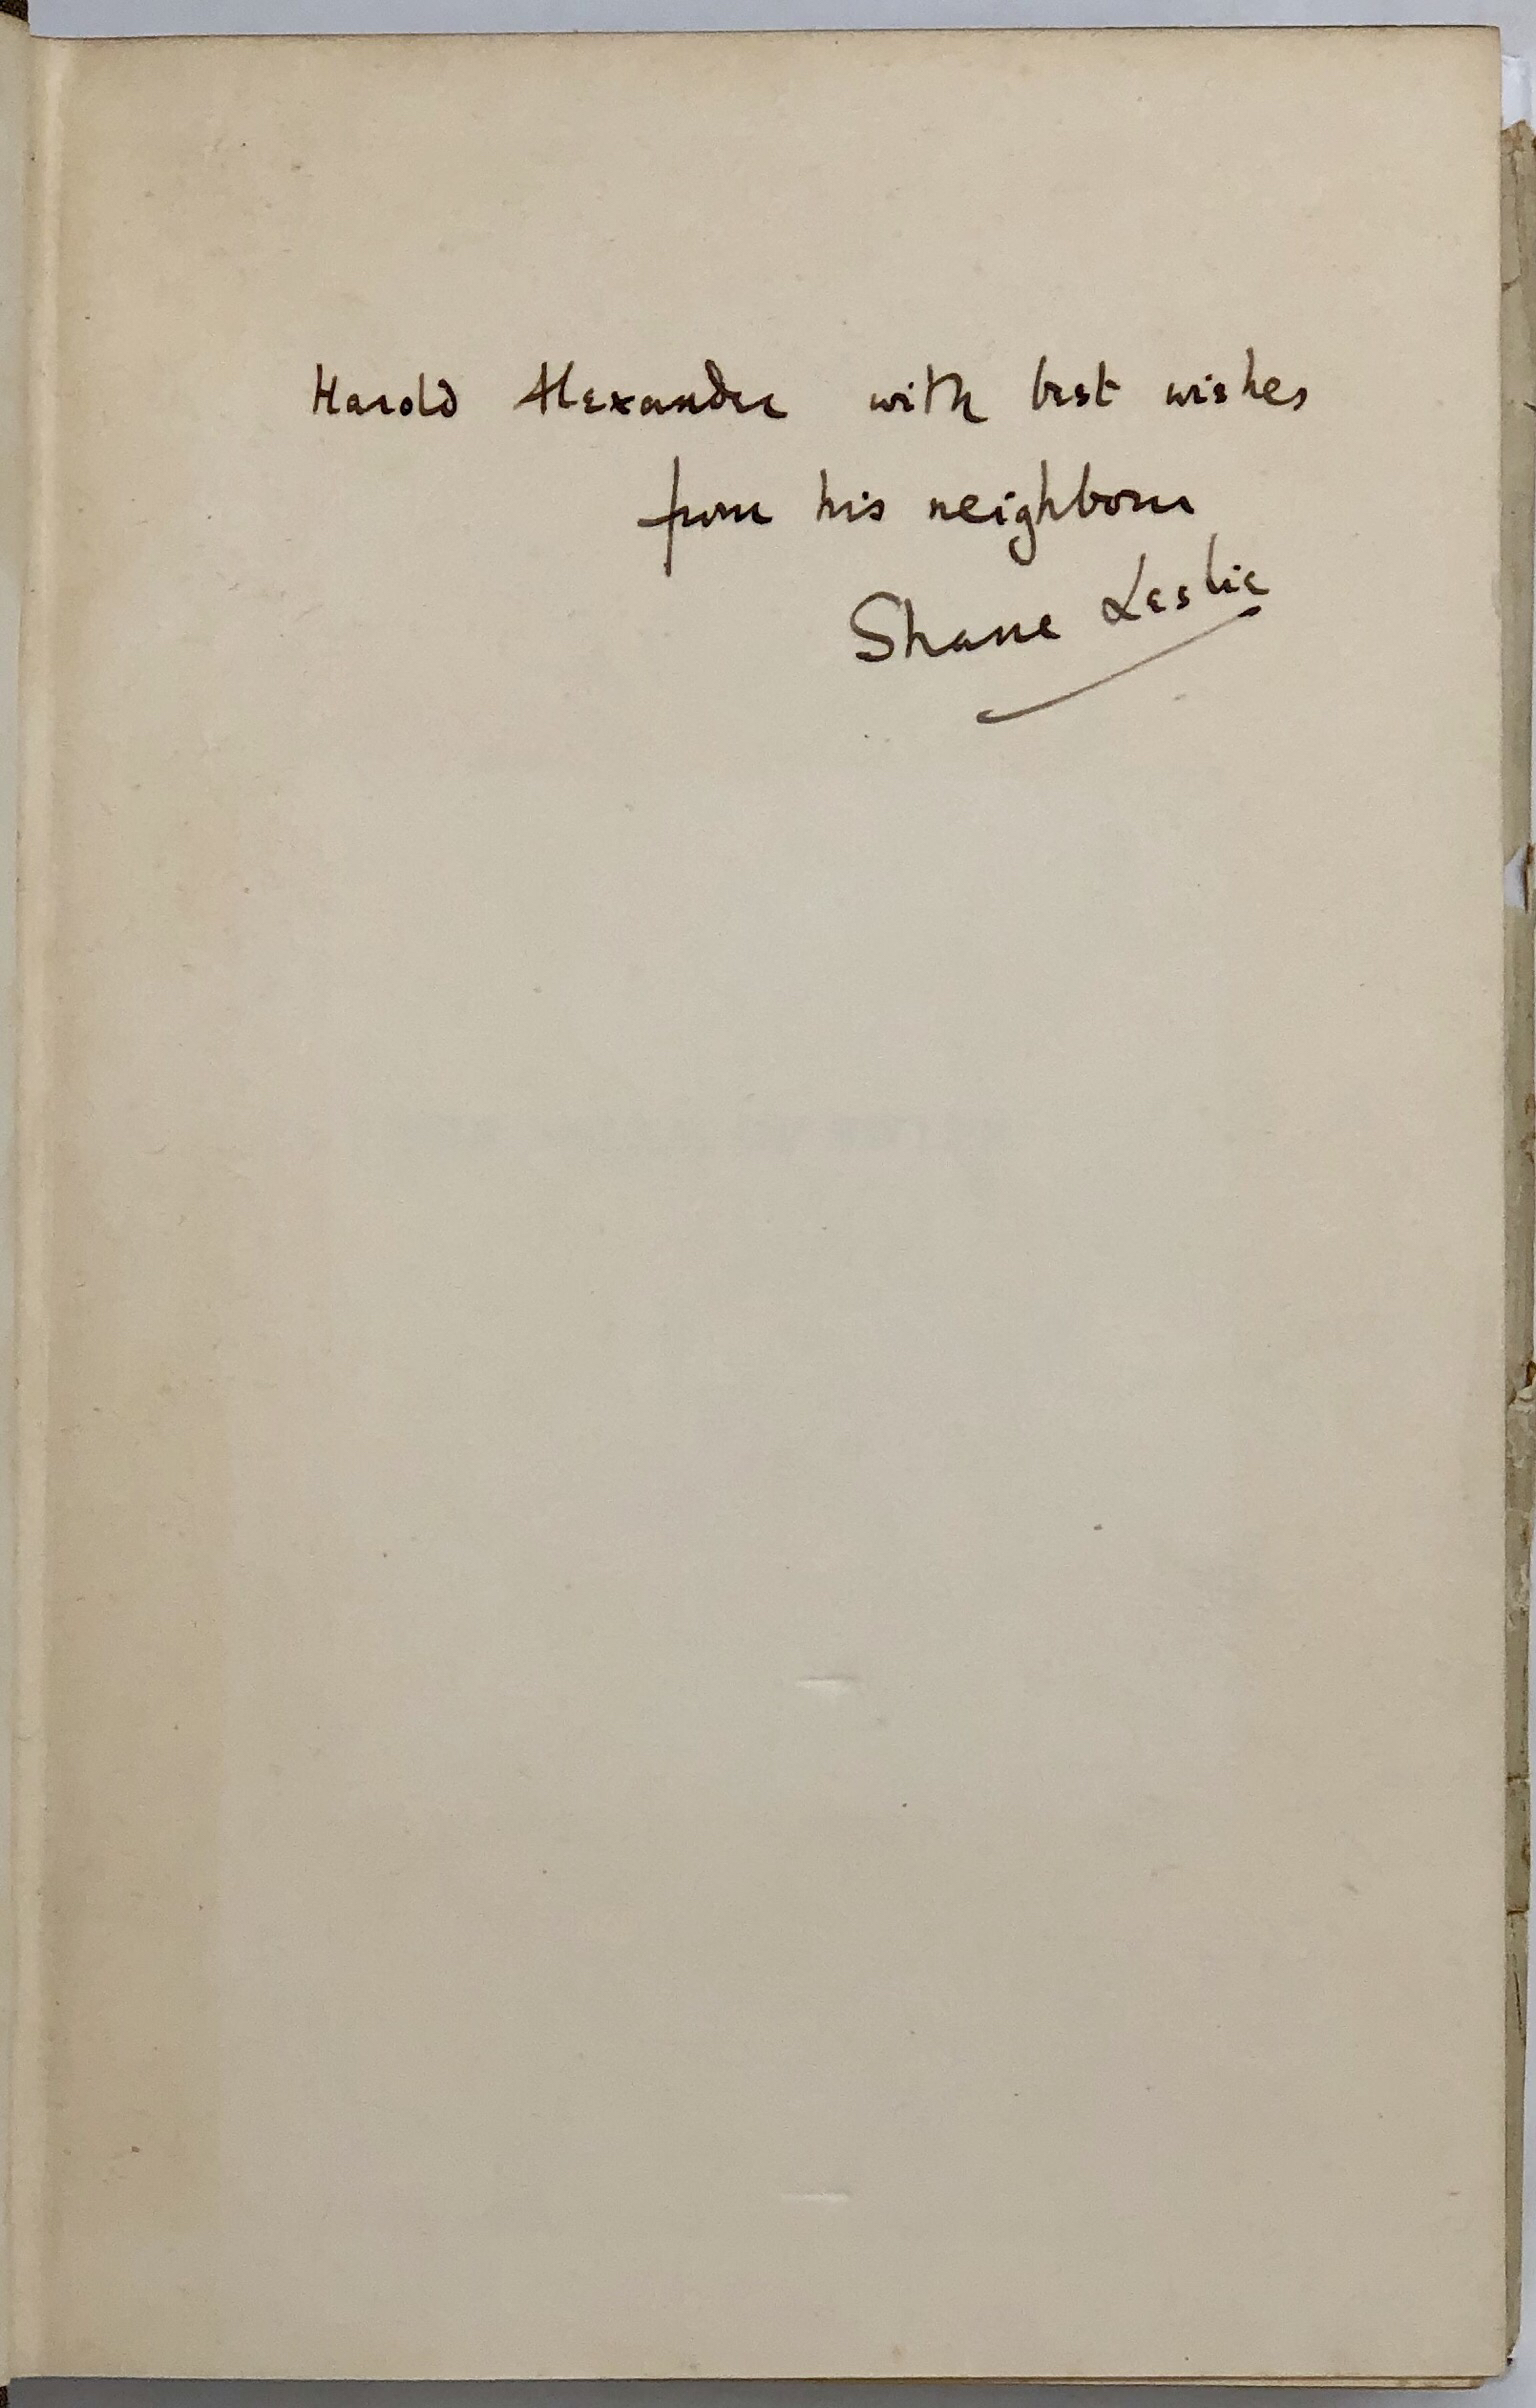 Harold Alexander with best wishes
from his neighbour
Shane Leslie